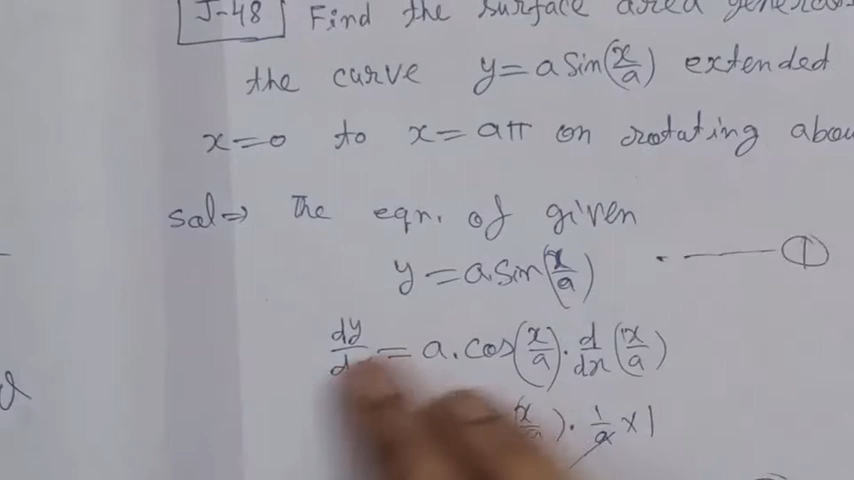 J-48 Find the surface area
the curve y = a sin(x/a) extended
x=0 to x = aπ on rotating
sol⇒ The eqn. of given
y = a.sin(x/a) . — ①
dy/ = a.cos(x/a).d/dx(x/a)
).1/a × 1